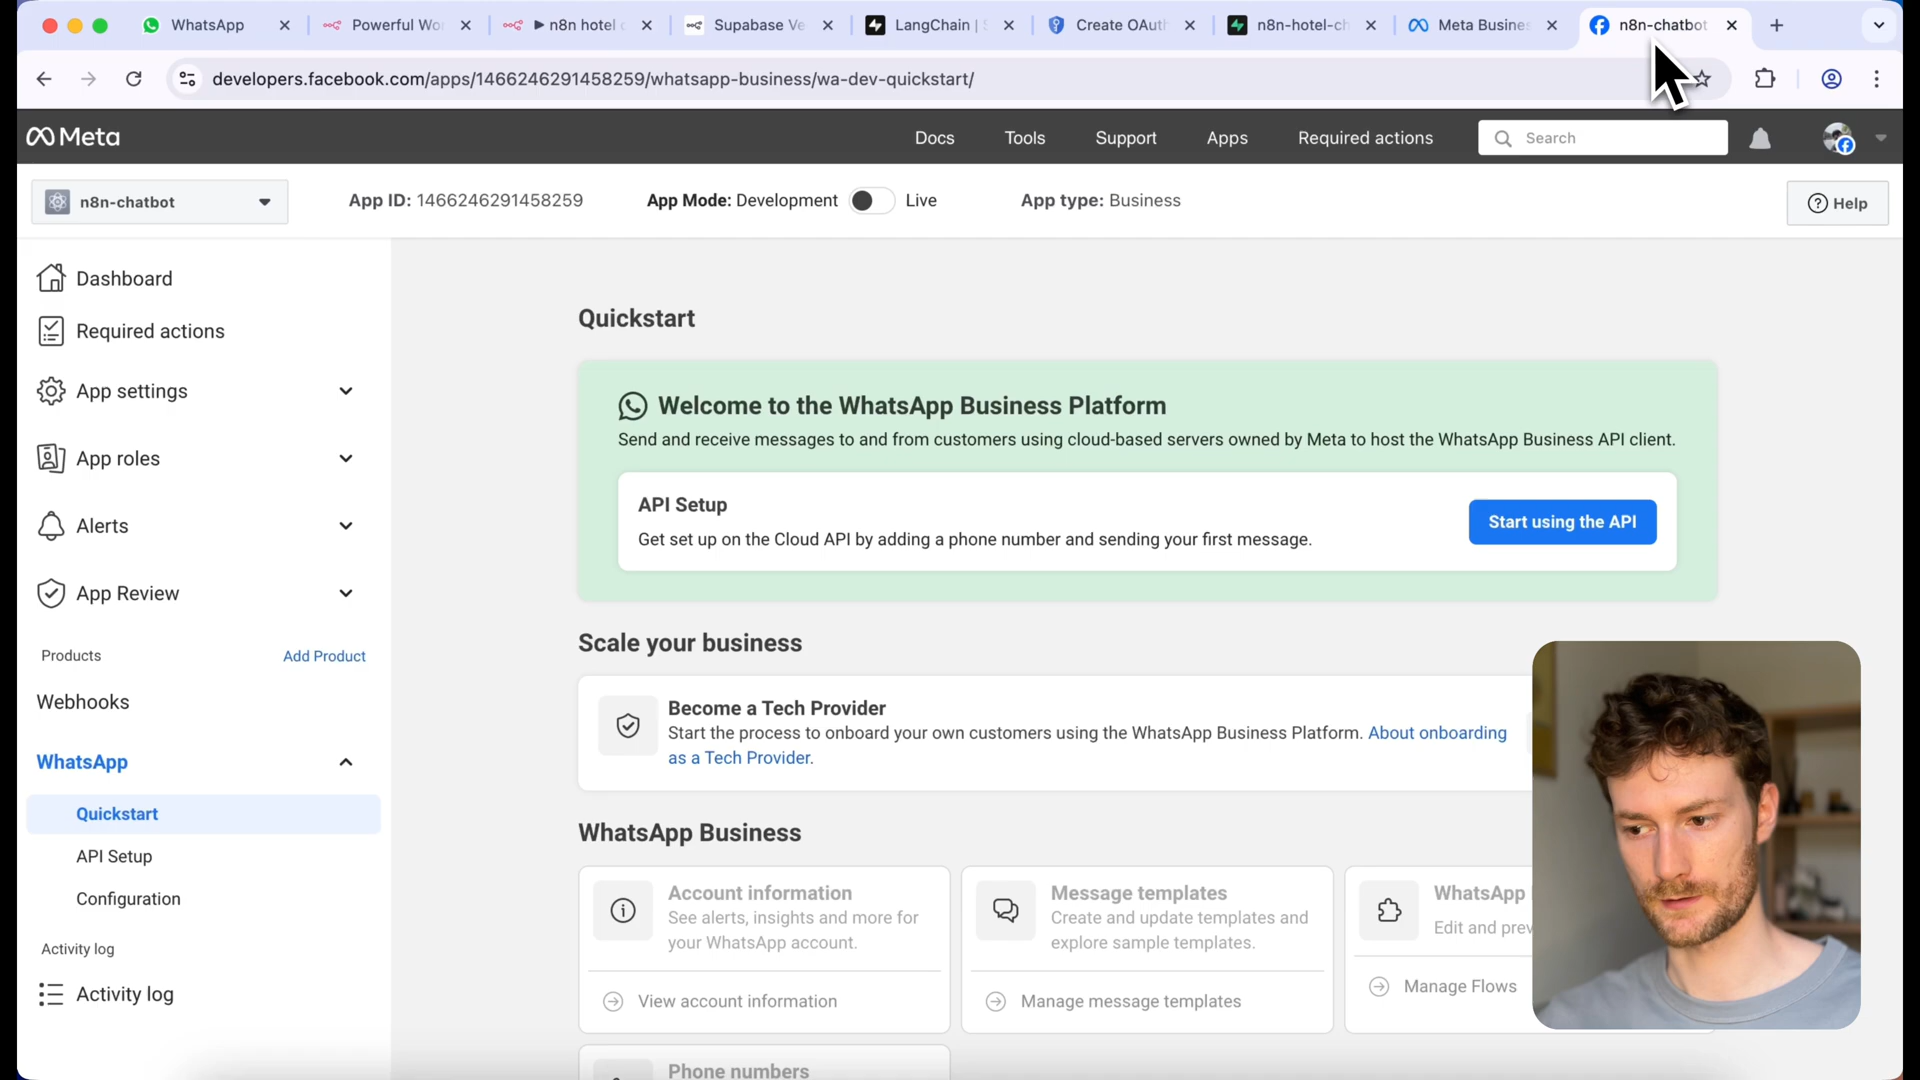 WhatsApp
Powerful Wo
▶ n8n hotel
Supabase Ve
LangChain | S
Create OAuth
n8n-hotel-ch
Meta Busines
n8n-chatbot
developers.facebook.com/apps/1466246291458259/whatsapp-business/wa-dev-quickstart/
Meta
Docs
Tools
Support
Apps
Required actions
Search
n8n-chatbot
App ID: 1466246291458259
App Mode: Development
Live
App type: Business
Help
Dashboard
Required actions
App settings
App roles
Alerts
App Review
Products
Add Product
Webhooks
WhatsApp
Quickstart
API Setup
Configuration
Activity log
Activity log
Quickstart
Welcome to the WhatsApp Business Platform
Send and receive messages to and from customers using cloud-based servers owned by Meta to host the WhatsApp Business API client.
API Setup
Get set up on the Cloud API by adding a phone number and sending your first message.
Start using the API
Scale your business
Become a Tech Provider
Start the process to onboard your own customers using the WhatsApp Business Platform. About onboarding
as a Tech Provider.
WhatsApp Business
Account information
See alerts, insights and more for
your WhatsApp account.
View account information
Message templates
Create and update templates and
explore sample templates.
Manage message templates
WhatsApp
Edit and prev
Manage Flows
Phone numbers